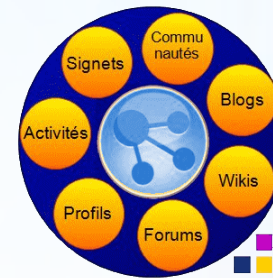 Commu
nautés
Blogs
Wikis
Forums
Profils
Activités
Signets